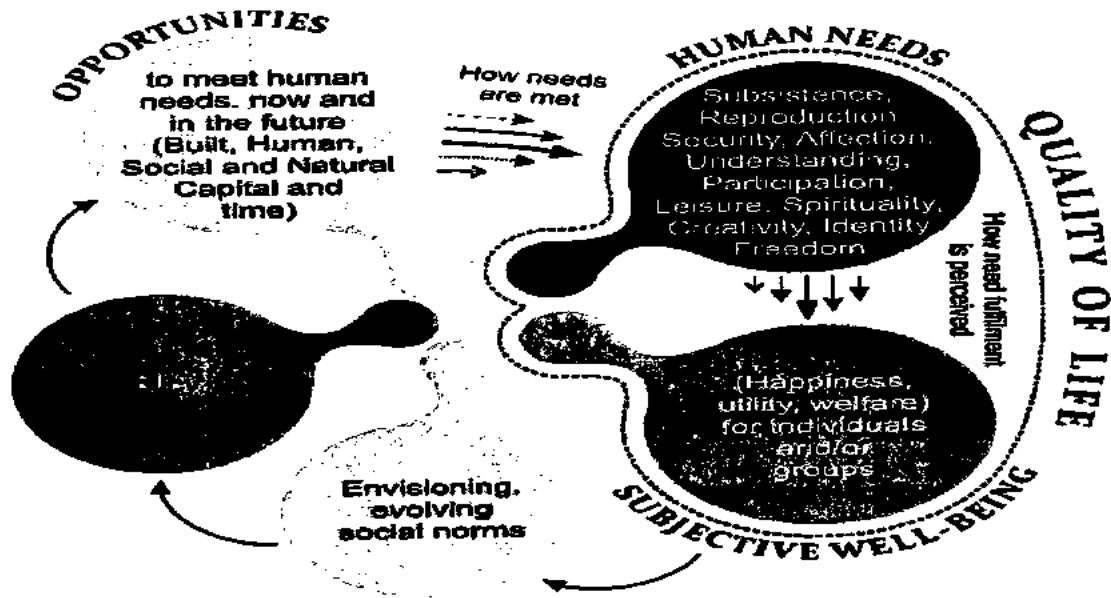 OPPORTUNITIES
to meet human
needs. now and
in the future
(Built, Human,
Social and Natural
Capital and
time)
How needs
are met
HUMAN NEEDS
Subsistence,
Reproduction
Security, Affection,
Understanding,
Participation,
Leisure, Spirituality,
Creativity, Identity
Freedom
How need fulfillment
is perceived
QUALITY OF LIFE
(Happiness,
utility, welfare)
for individuals
and/or
groups
SUBJECTIVE WELL-BEING
Envisioning,
evolving
social norms